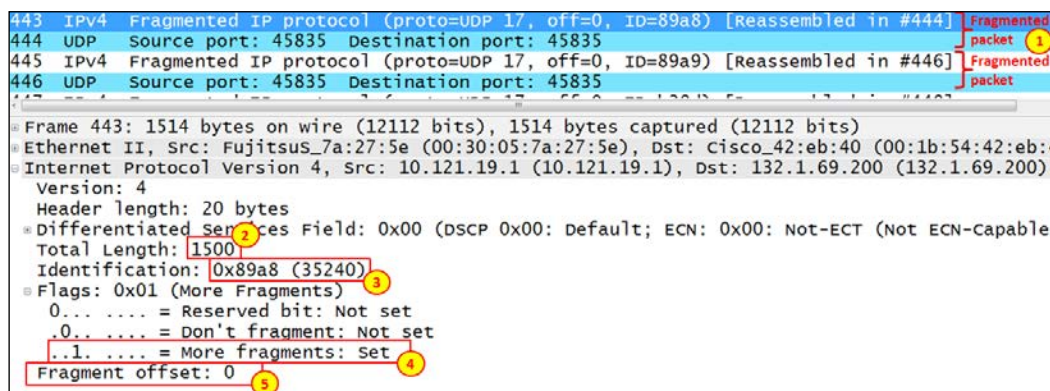 443 IPv4 Fragmented IP protocol (proto=UDP 17, off=0, ID=89a8) [Reassembled in #444] Fragmented
444 UDP Source port: 45835 Destination port: 45835 packet 1
445 IPv4 Fragmented IP protocol (proto=UDP 17, off=0, ID=89a9) [Reassembled in #446] Fragmented
446 UDP Source port: 45835 Destination port: 45835 packet
Frame 443: 1514 bytes on wire (12112 bits), 1514 bytes captured (12112 bits)
Ethernet II, Src: FujitsuS_7a:27:5e (00:30:05:7a:27:5e), Dst: Cisco_42:eb:40 (00:1b:54:42:eb:
Internet Protocol Version 4, Src: 10.121.19.1 (10.121.19.1), Dst: 132.1.69.200 (132.1.69.200)
Version: 4
Header length: 20 bytes
Differentiated Services Field: 0x00 (DSCP 0x00: Default; ECN: 0x00: Not-ECT (Not ECN-Capable
Total Length: 1500 2
Identification: 0x89a8 (35240) 3
Flags: 0x01 (More Fragments)
0... .... = Reserved bit: Not set
.0.. .... = Don't fragment: Not set
..1. .... = More fragments: Set 4
Fragment offset: 0 5